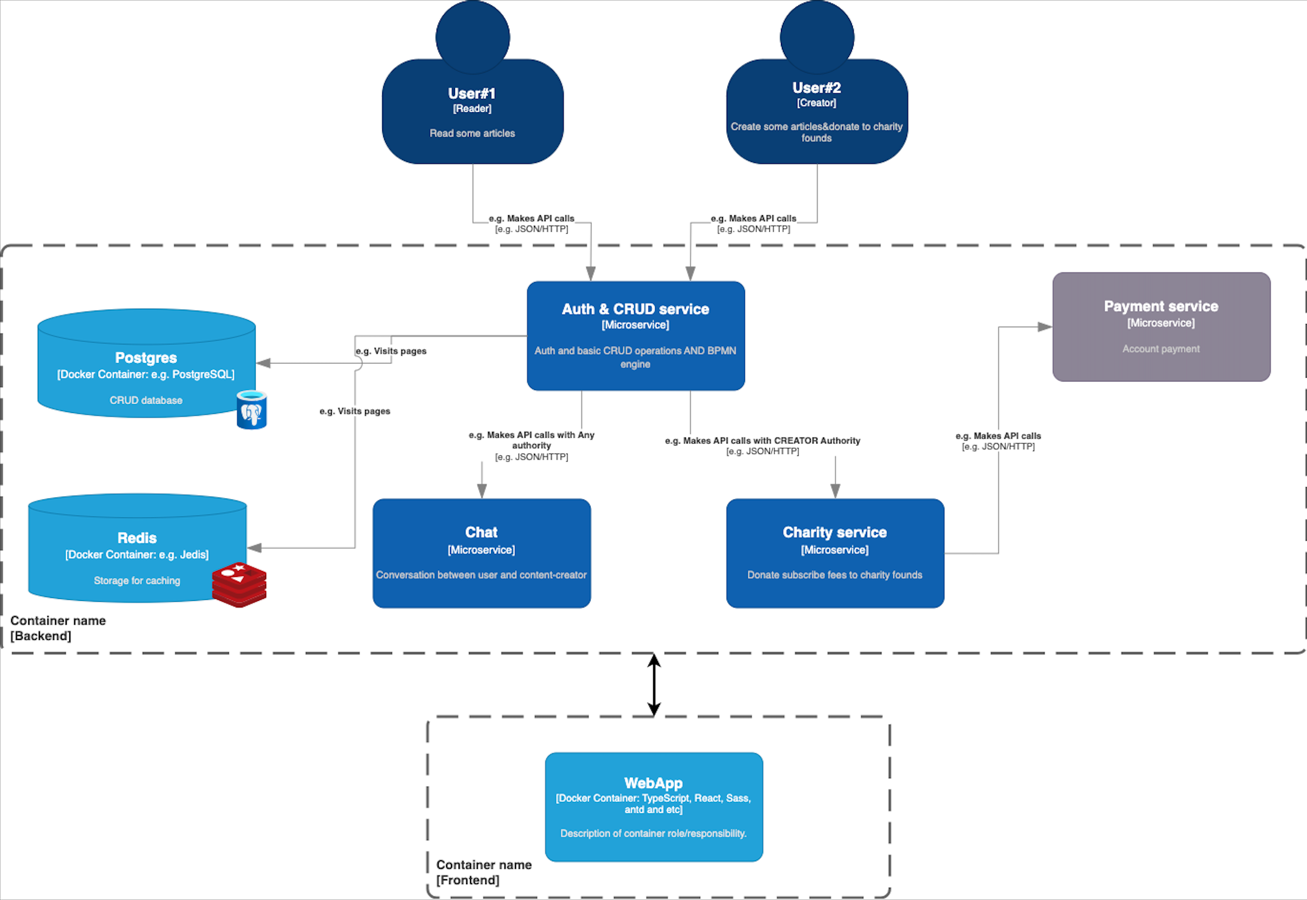 User#1
[Reader]
Read some articles
User#2
[Creator]
Create some articles&donate to charity
founds
e.g. Makes API calls
[e.g. JSON/HTTP]
e.g. Makes API calls
[e.g. JSON/HTTP]
Auth & CRUD service
[Microservice]
Auth and basic CRUD operations AND BPMN
engine
Payment service
[Microservice]
Account payment
Postgres
[Docker Container: e.g. PostgreSQL]
CRUD database
e.g. Visits pages
e.g. Visits pages
e.g. Makes API calls with Any
authority
[e.g. JSON/HTTP]
e.g. Makes API calls with CREATOR Authority
[e.g. JSON/HTTP]
e.g. Makes API calls
[e.g. JSON/HTTP]
Redis
[Docker Container: e.g. Jedis]
Storage for caching
Chat
[Microservice]
Conversation between user and content-creator
Charity service
[Microservice]
Donate subscribe fees to charity founds
Container name
[Backend]
WebApp
[Docker Container: TypeScript, React, Sass,
antd and etc]
Description of container role/responsibility.
Container name
[Frontend]